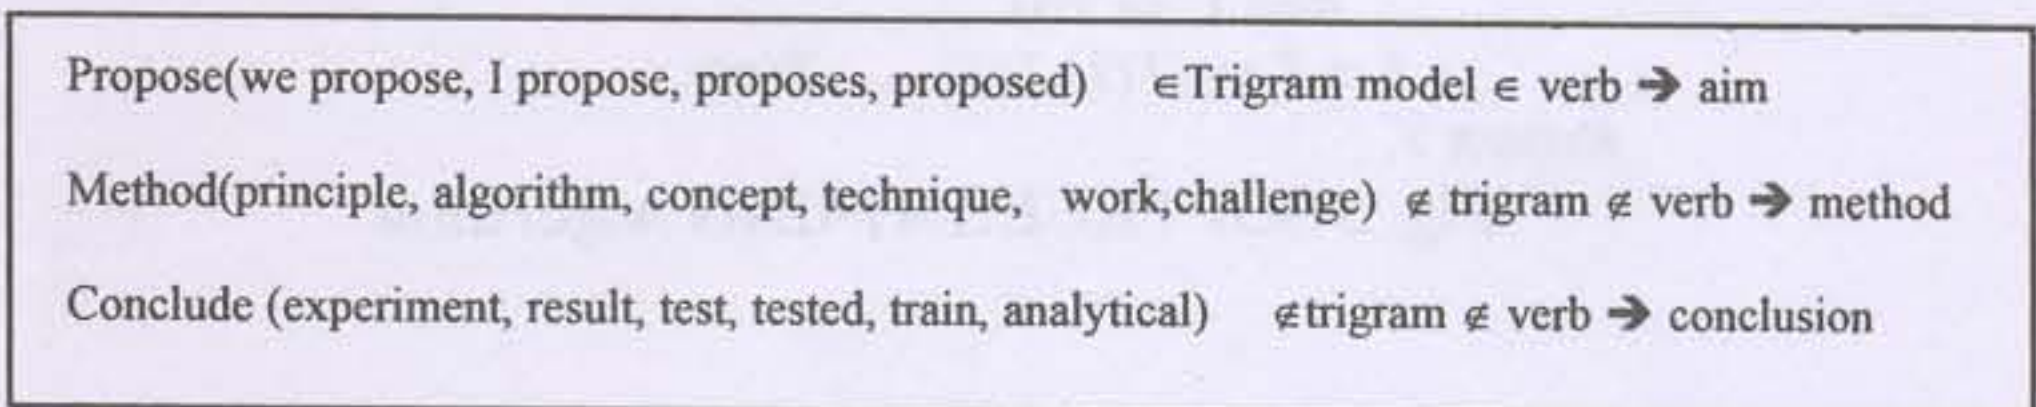 Propose(we propose, I propose, proposes, proposed) ∈Trigram model ∈ verb ➔ aim
Method(principle, algorithm, concept, technique, work,challenge) ∉ trigram ∉ verb ➔ method
Conclude (experiment, result, test, tested, train, analytical) ∉trigram ∉ verb ➔ conclusion